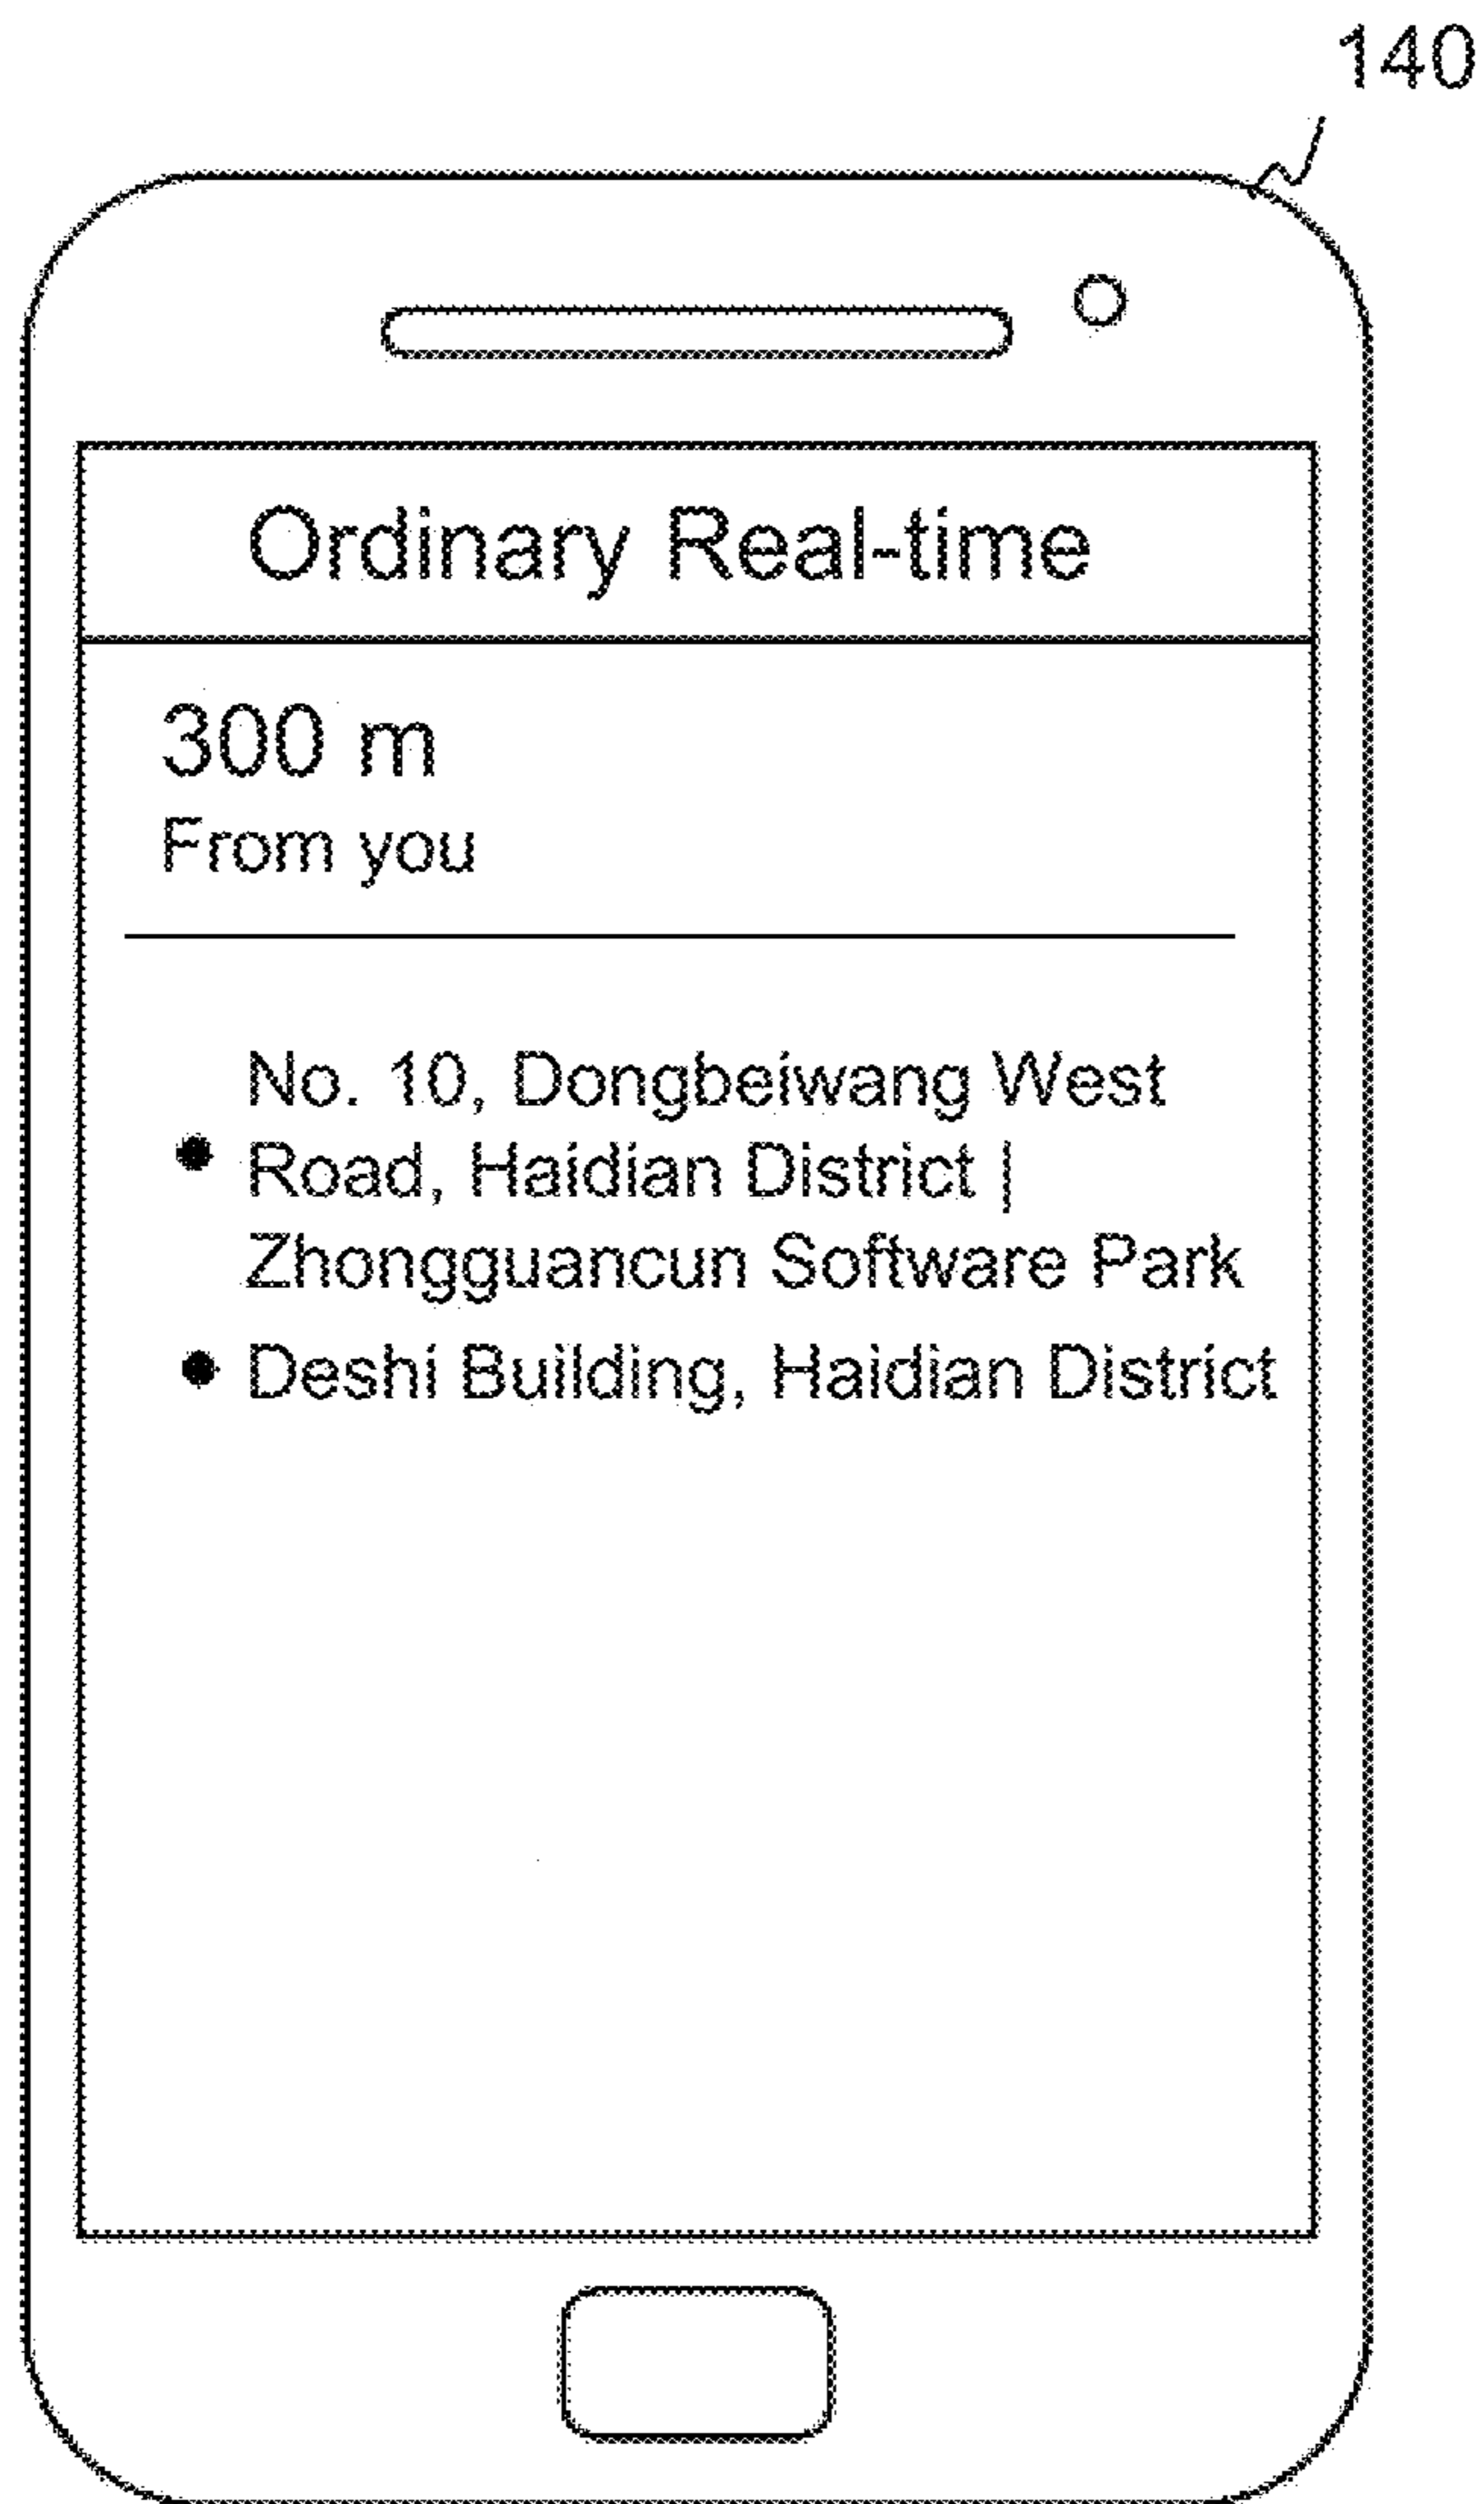 140
Ordinary Real-time
300 m
From you
No. 10, Dongbeiwang West
Road, Haidian District |
Zhongguancun Software Park
Deshi Building, Haidian District